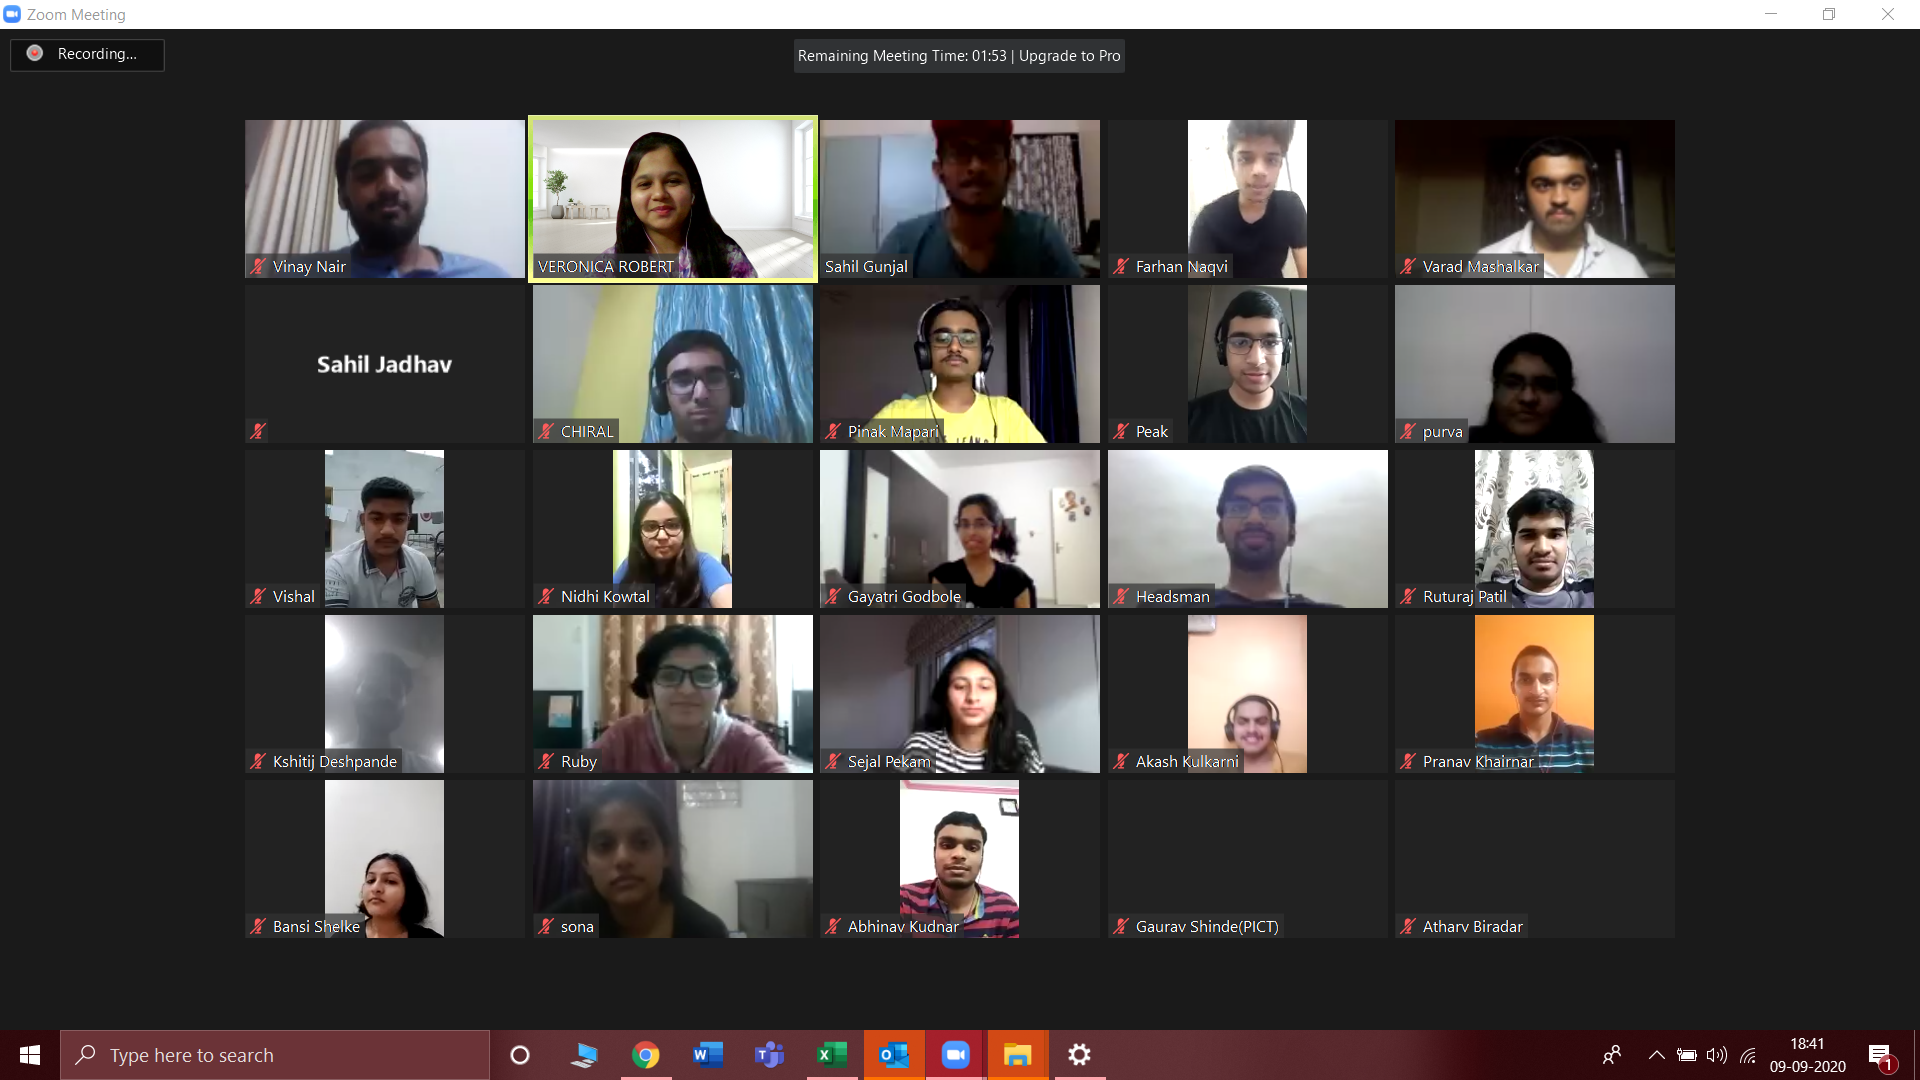 Zoom Meeting
Recording...
Remaining Meeting Time: 01:53 | Upgrade to Pro
Vinay Nair
VERONICA ROBERT
Sahil Gunjal
Farhan Naqvi
Varad Mashalkar
Sahil Jadhav
CHIRAL
Pinak Mapari
Peak
purva
Vishal
Nidhi Kowtal
Gayatri Godbole
Headsman
Ruturaj Patil
Kshitij Deshpande
Ruby
Sejal Pekam
Akash Kulkarni
Pranav Khairnar ...
Bansi Shelke
sona
Abhinav Kudnar
Gaurav Shinde(PICT)
Atharv Biradar
Type here to search
18:41
09-09-2020
1